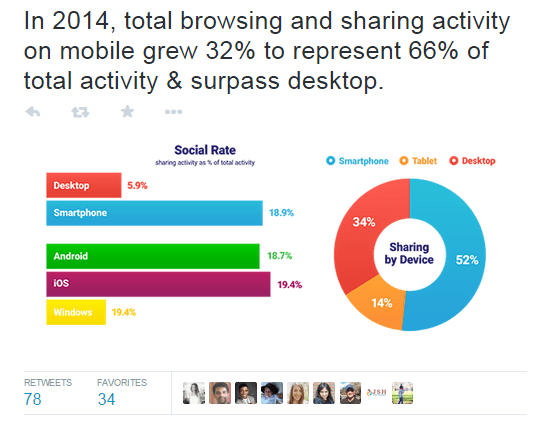 In 2014, total browsing and sharing activity
on mobile grew 32% to represent 66% of
total activity & surpass desktop.
Social Rate
sharing activity as % of total activity
Desktop 5.9%
Smartphone 18.9%
Android 18.7%
iOS 19.4%
Windows 19.4%
Smartphone Tablet Desktop
34%
Sharing
by Device
52%
14%
RETWEETS FAVORITES
78 34
AJSH